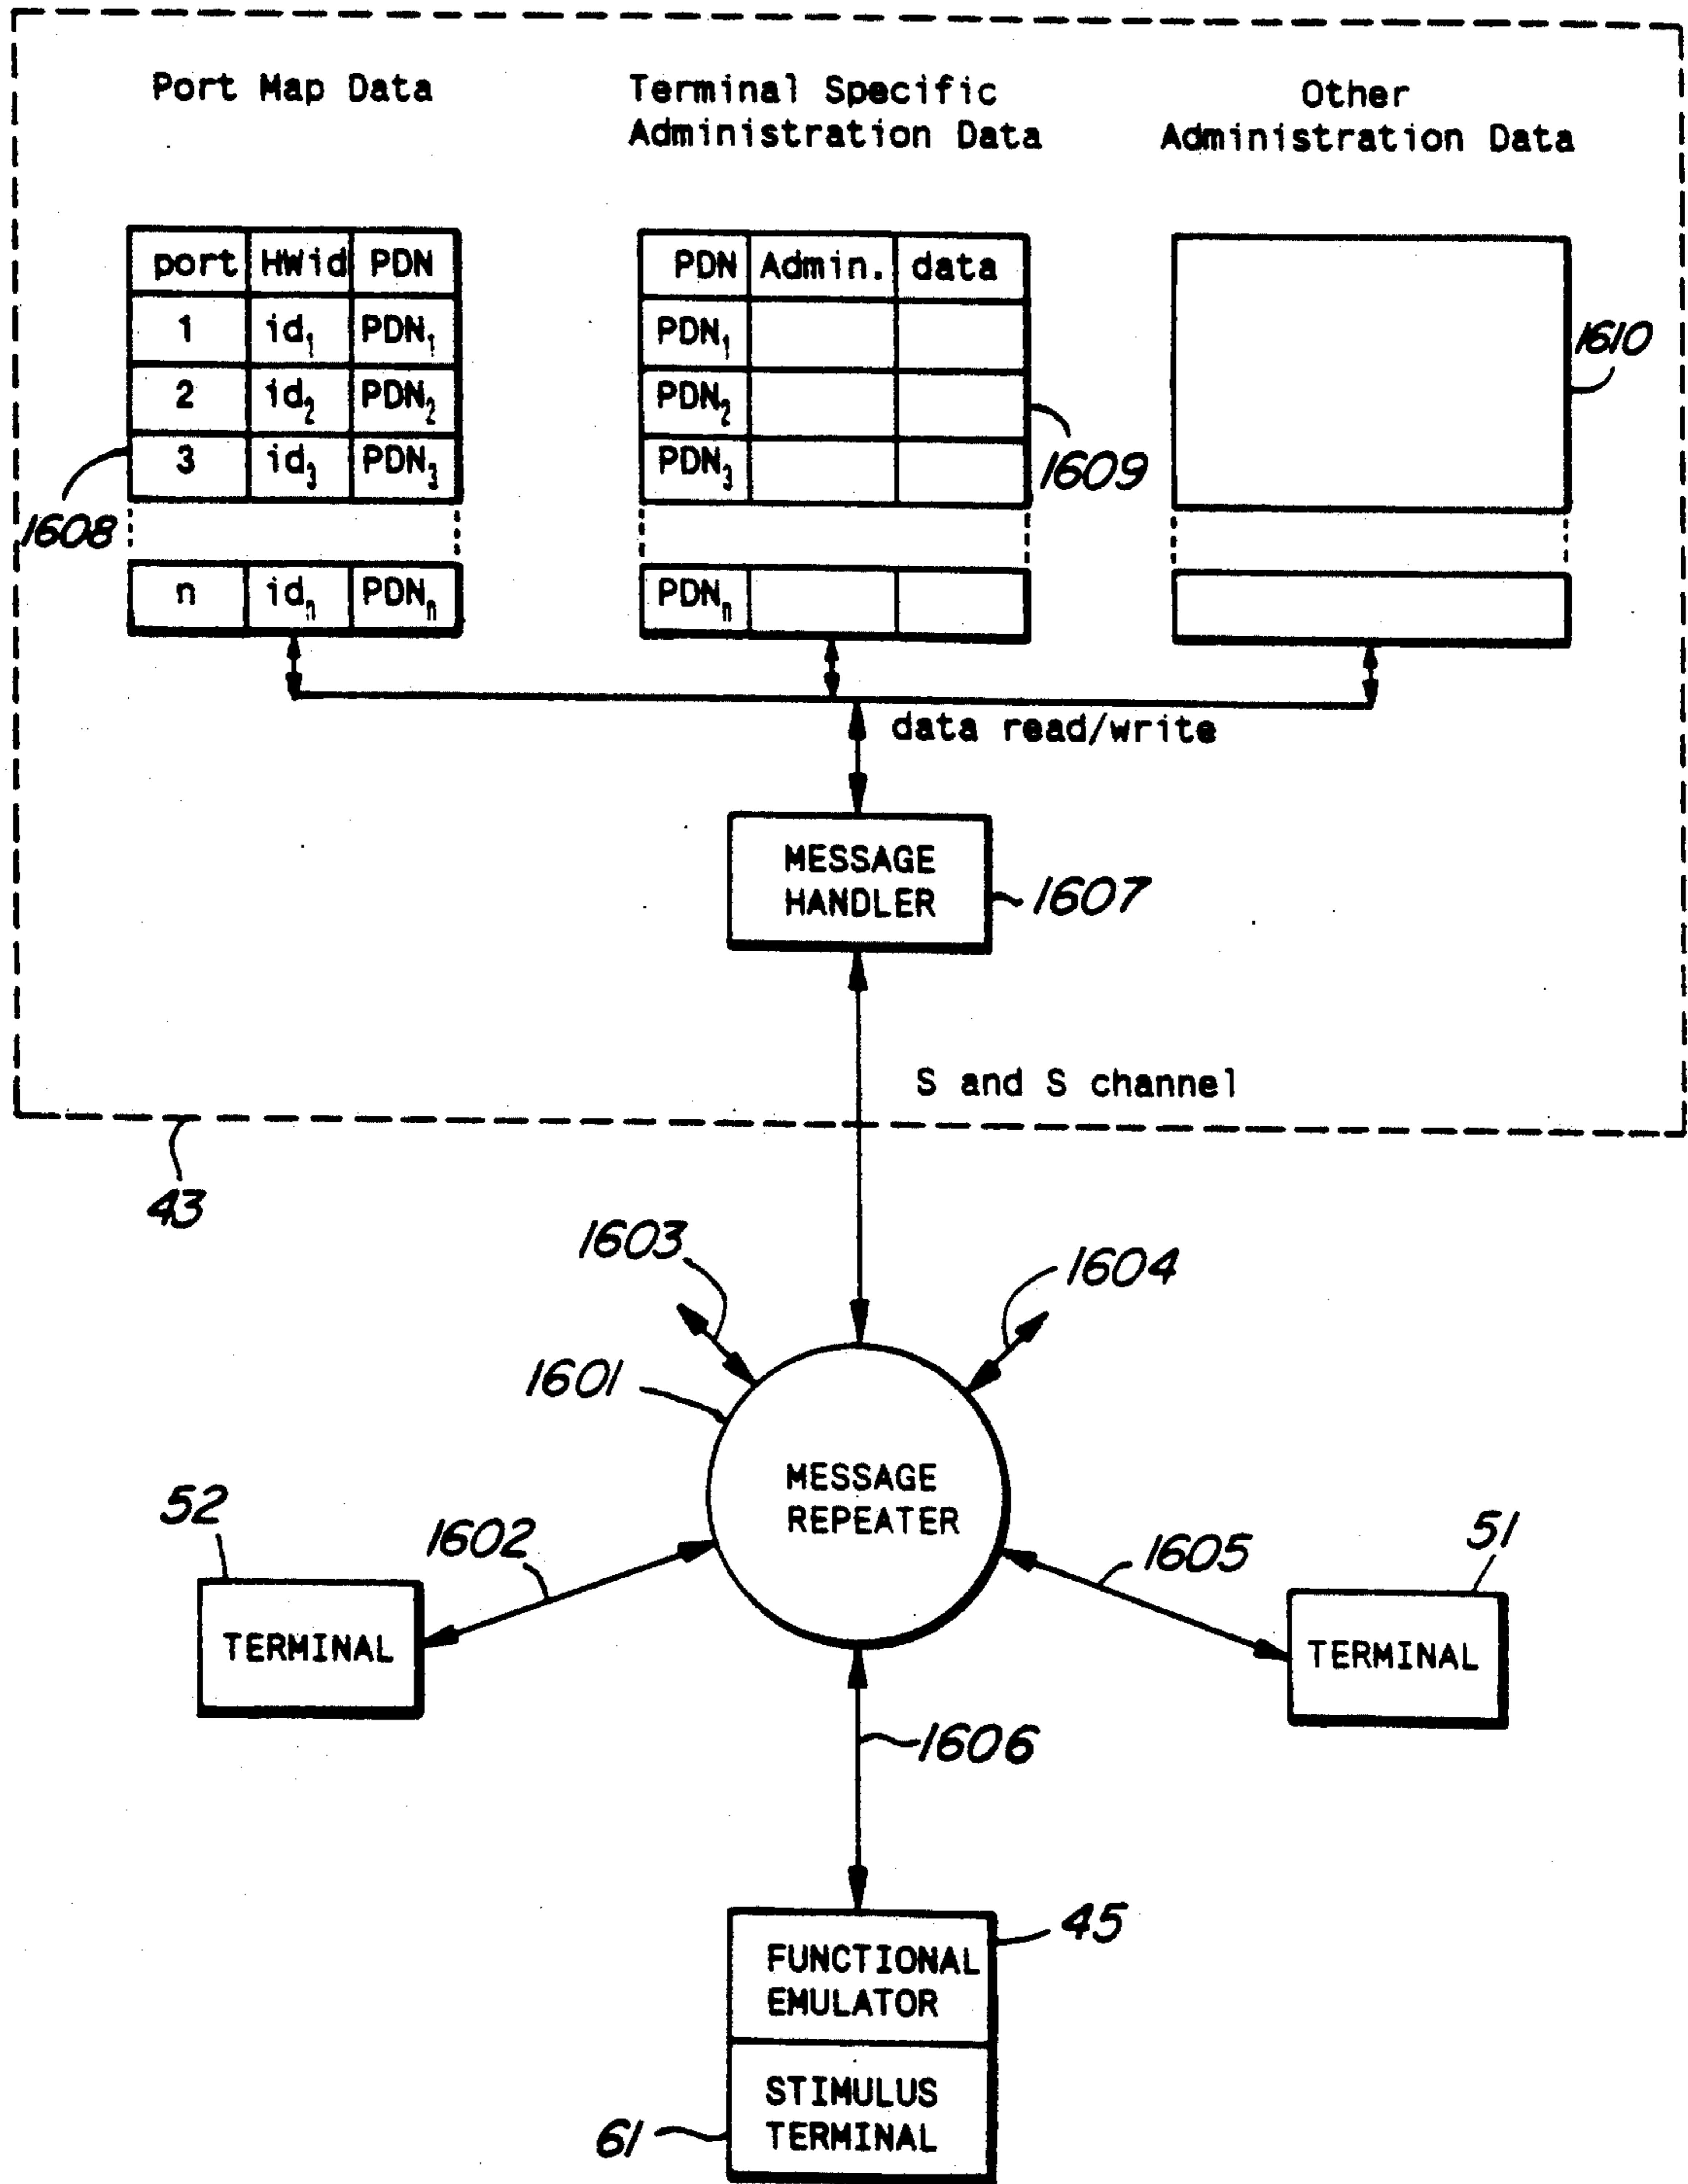 Port Map Data
Terminal Specific
Administration Data
Other
Administration Data
port HWid PDN
1 id₁ PDN₁
2 id₂ PDN₂
3 id₃ PDN₃
n idₙ PDNₙ
1608
PDN Admin. data
PDN₁
PDN₂
PDN₃
PDNₙ
1609
1610
data read/write
MESSAGE
HANDLER
1607
S and S channel
43
1603
1604
1601
MESSAGE
REPEATER
52
1602
TERMINAL
1605
51
TERMINAL
1606
45
FUNCTIONAL
EMULATOR
STIMULUS
TERMINAL
61